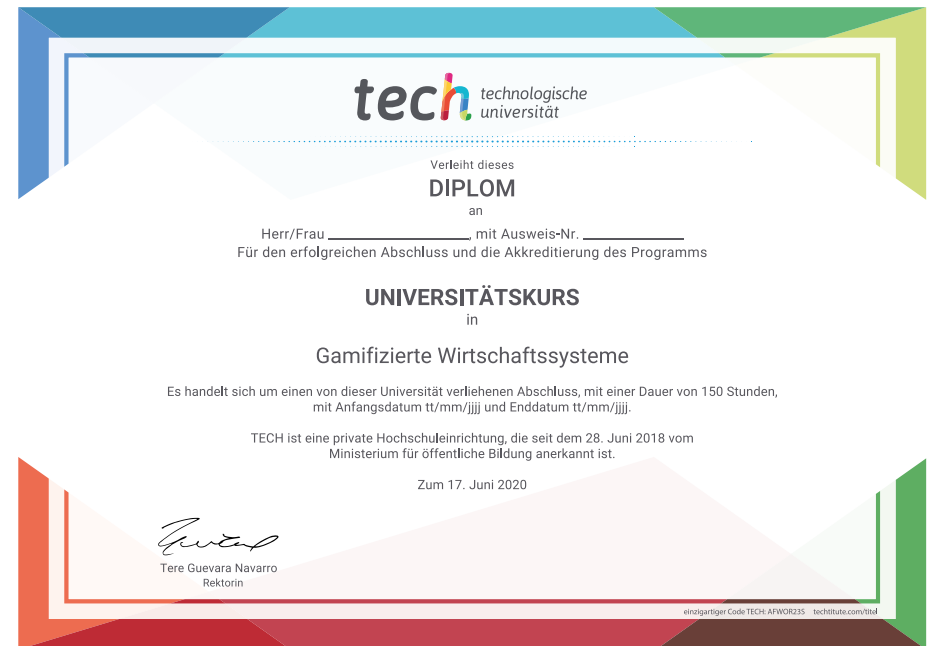 tech technologische
universität
Verleiht dieses
DIPLOM
an
Herr/Frau ____________________, mit Ausweis-Nr. ______________
Für den erfolgreichen Abschluss und die Akkreditierung des Programms
UNIVERSITÄTSKURS
in
Gamifizierte Wirtschaftssysteme
Es handelt sich um einen von dieser Universität verliehenen Abschluss, mit einer Dauer von 150 Stunden,
mit Anfangsdatum tt/mm/jjjj und Enddatum tt/mm/jjjj.
TECH ist eine private Hochschuleinrichtung, die seit dem 28. Juni 2018 vom
Ministerium für öffentliche Bildung anerkannt ist.
Zum 17. Juni 2020
Tere Guevara Navarro
Rektorin
einzigartiger Code TECH: AFWOR23S techtitute.com/titel